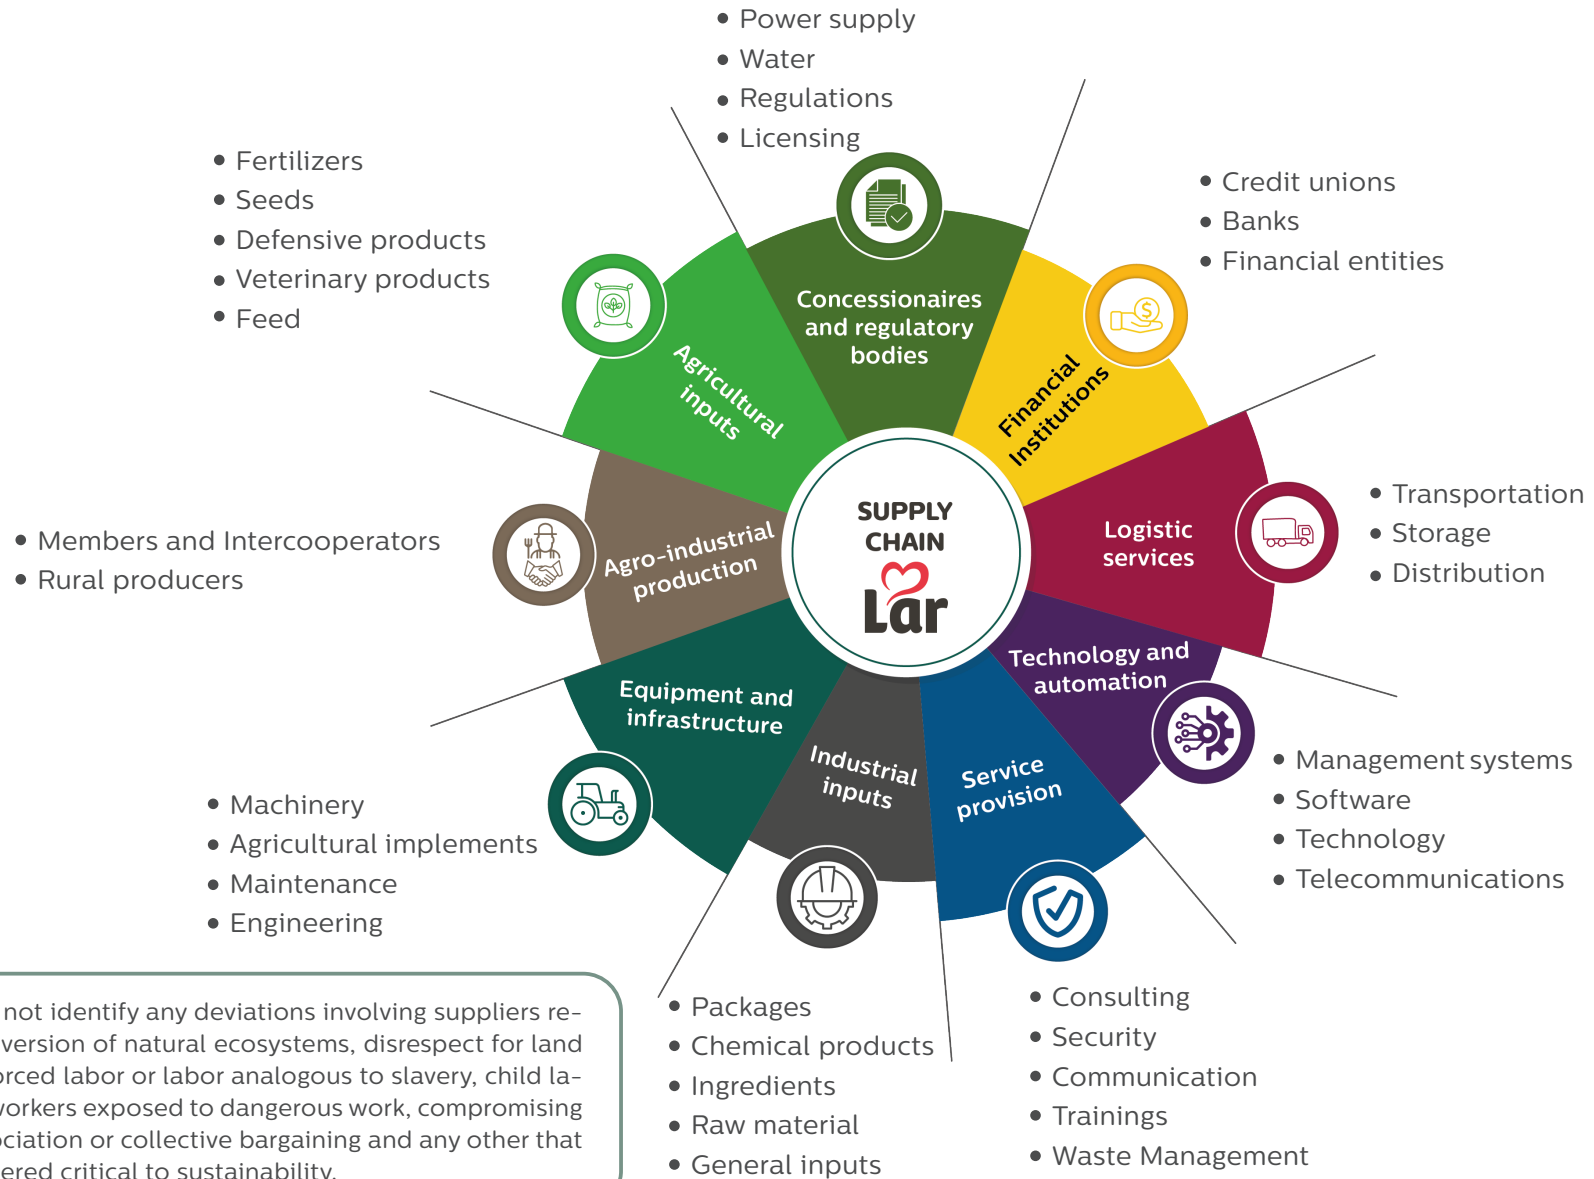 • Power supply
• Water
• Regulations
• Licensing
• Fertilizers
• Seeds
• Defensive products
• Veterinary products
• Feed
• Credit unions
• Banks
• Financial entities
Concessionaires
and regulatory
bodies
Financial
Institutions
Agricultural
inputs
SUPPLY
CHAIN
Lar
Logistic
services
• Transportation
• Storage
• Distribution
Agro-industrial
production
• Members and Intercooperators
• Rural producers
Technology and
automation
Equipment and
infrastructure
Industrial
inputs
Service
provision
• Management systems
• Software
• Technology
• Telecommunications
• Machinery
• Agricultural implements
• Maintenance
• Engineering
not identify any deviations involving suppliers re-
version of natural ecosystems, disrespect for land
orced labor or labor analogous to slavery, child la-
workers exposed to dangerous work, compromising
ociation or collective bargaining and any other that
ered critical to sustainability.
• Packages
• Chemical products
• Ingredients
• Raw material
• General inputs
• Consulting
• Security
• Communication
• Trainings
• Waste Management